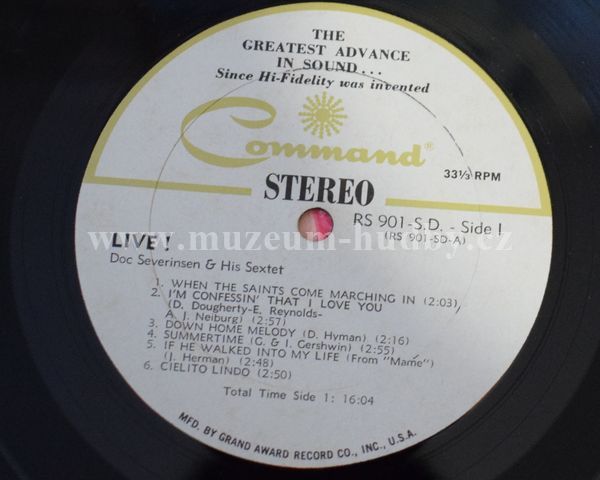 THE
GREATEST ADVANCE
IN SOUND...
Since Hi-Fidelity was invented
Command®
33⅓ RPM
STEREO
RS 901-S.D. - Side 1
(RS 901-SD-A)
www.muzeum-hudby.cz
LIVE!
Doc Severinsen & His Sextet
1. WHEN THE SAINTS COME MARCHING IN (2:03)
2. I'M CONFESSIN' THAT I LOVE YOU
(D. Dougherty-E. Reynolds-
A. J. Neiburg) (2:57)
3. DOWN HOME MELODY (D. Hyman) (2:16)
4. SUMMERTIME (G. & I. Gershwin) (2:55)
5. IF HE WALKED INTO MY LIFE (From "Mame")
(J. Herman) (2:48)
6. CIELITO LINDO (2:50)
Total Time Side 1: 16:04
MFD. BY GRAND AWARD RECORD CO., INC., U.S.A.